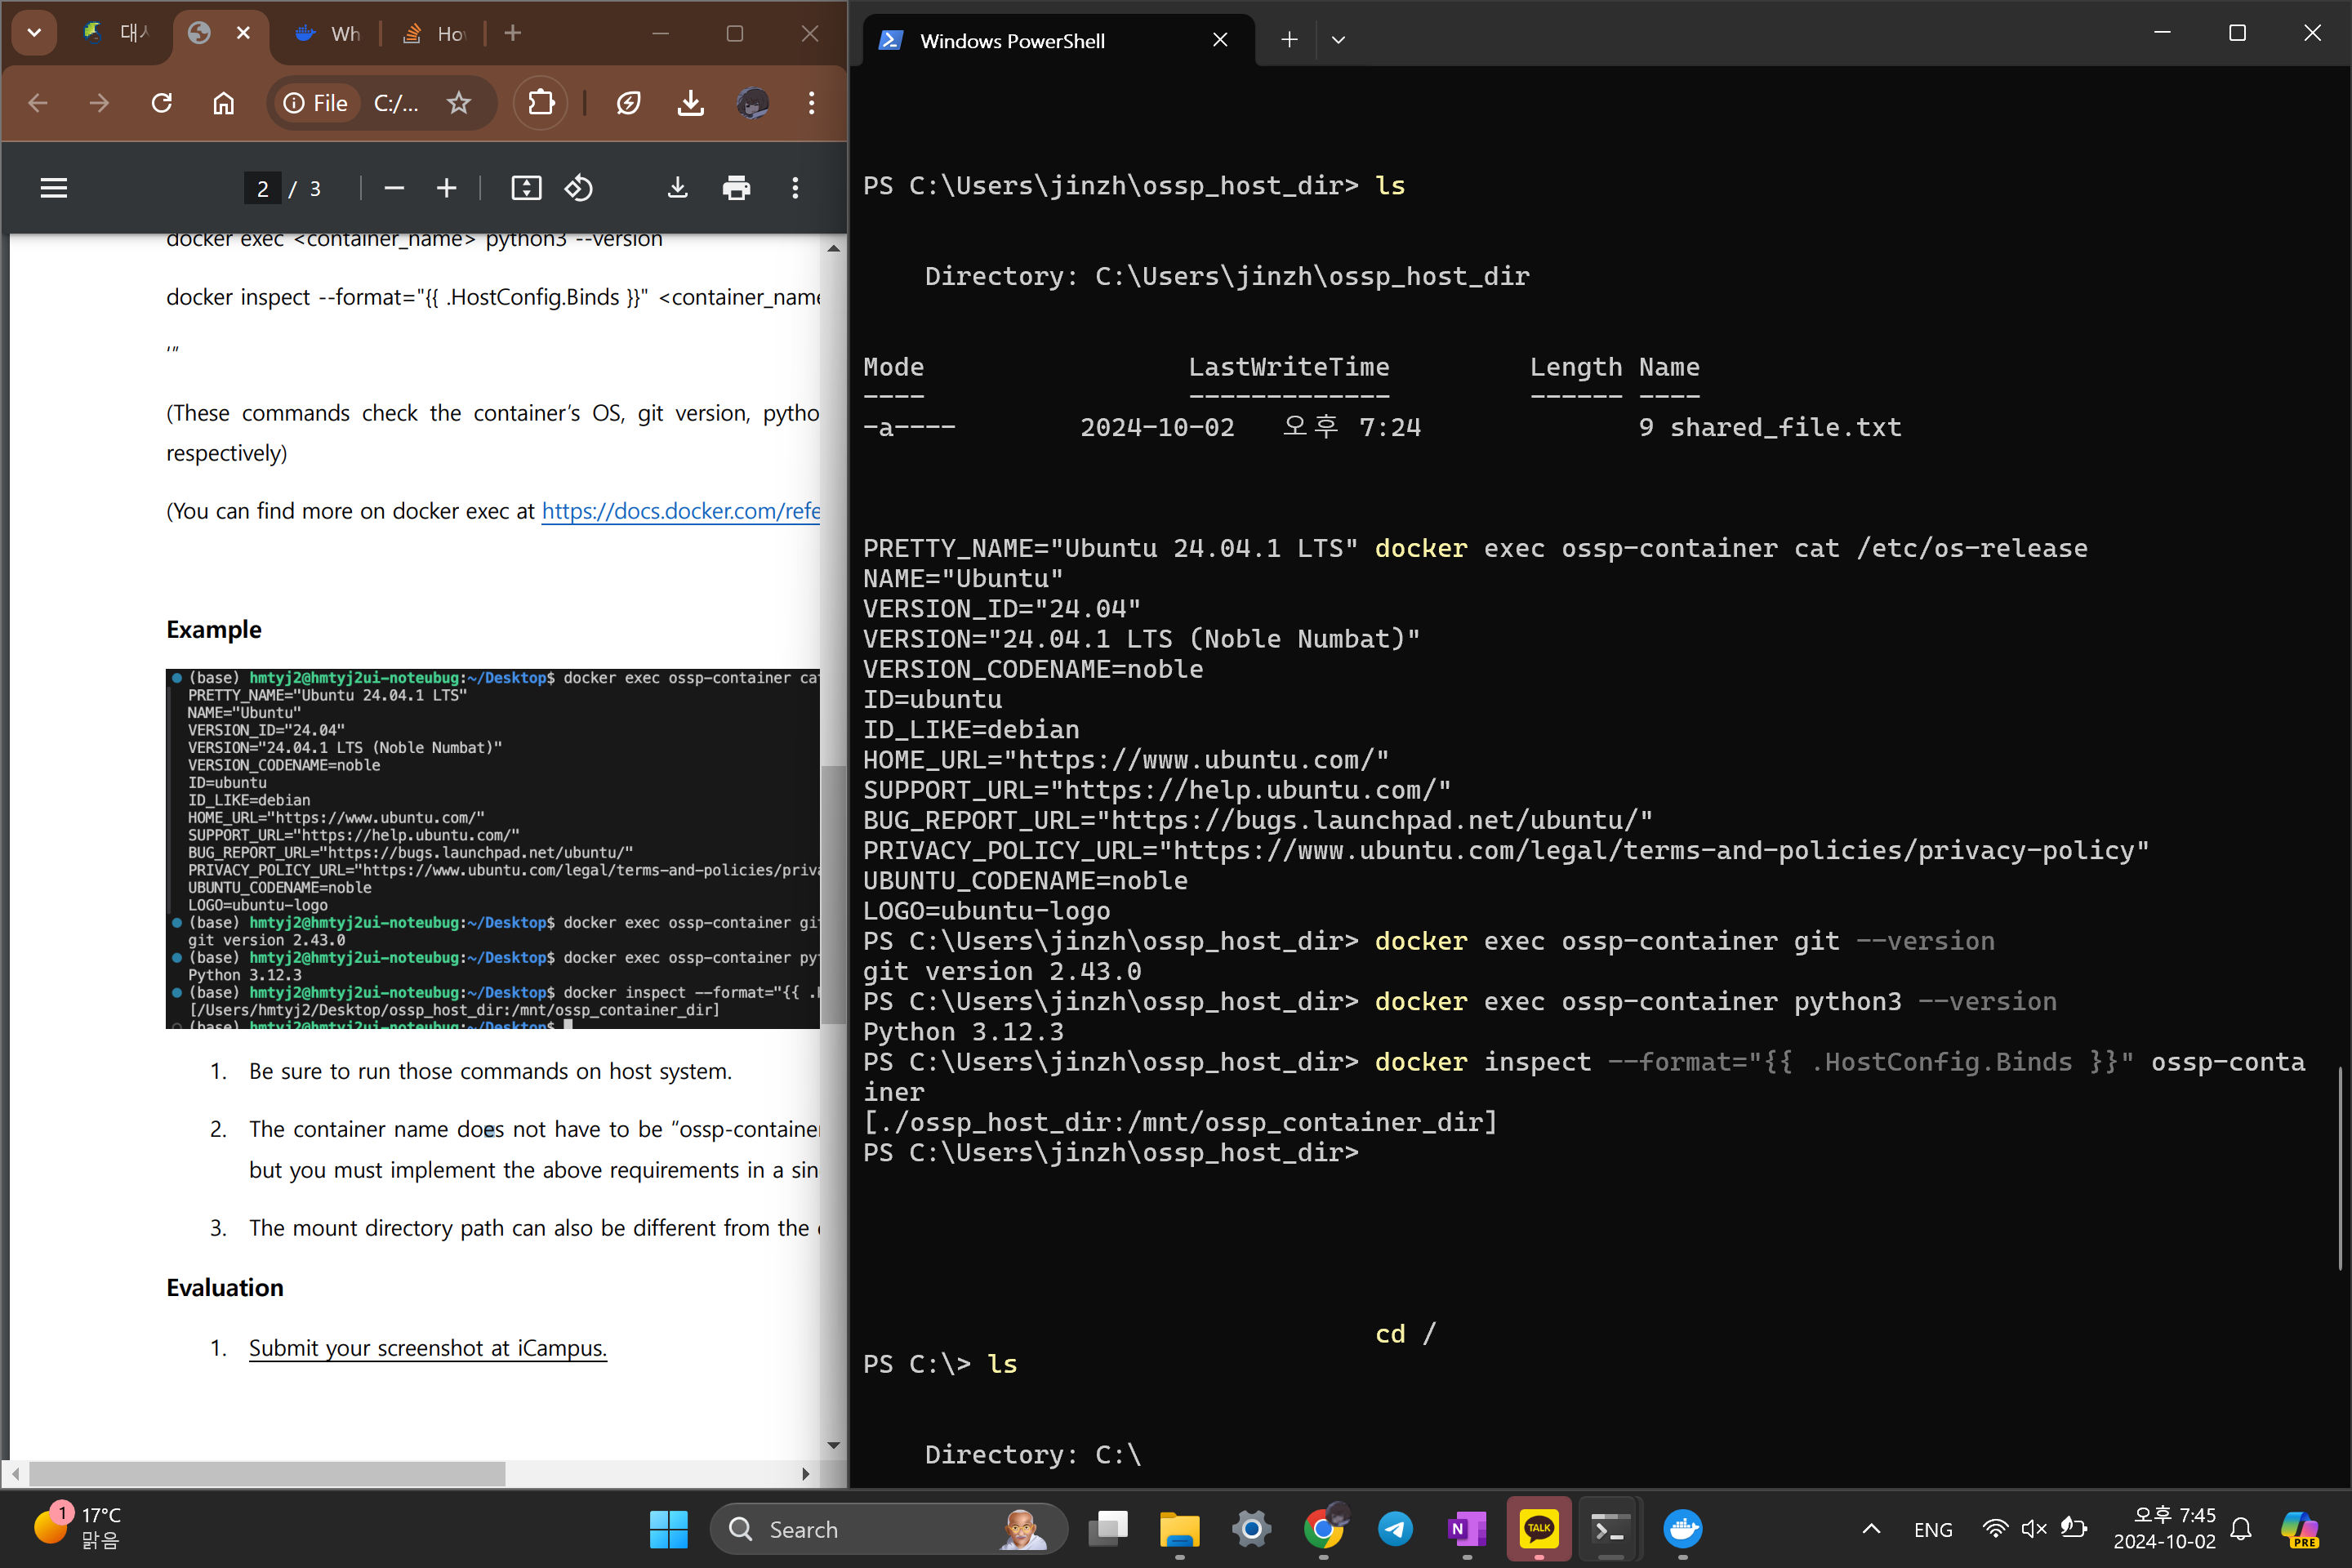 대
Wh
Ho
File
C:/...
2 / 3
docker exec <container_name> python3 --version
docker inspect --format="{{ .HostConfig.Binds }}" <container_name
‘”
(These commands check the container’s OS, git version, pytho
respectively)
(You can find more on docker exec at https://docs.docker.com/refe
Example
(base) hmtyj2@hmtyj2ui-noteubug:~/Desktop$ docker exec ossp-container cat
PRETTY_NAME="Ubuntu 24.04.1 LTS"
NAME="Ubuntu"
VERSION_ID="24.04"
VERSION="24.04.1 LTS (Noble Numbat)"
VERSION_CODENAME=noble
ID=ubuntu
ID_LIKE=debian
HOME_URL="https://www.ubuntu.com/"
SUPPORT_URL="https://help.ubuntu.com/"
BUG_REPORT_URL="https://bugs.launchpad.net/ubuntu/"
PRIVACY_POLICY_URL="https://www.ubuntu.com/legal/terms-and-policies/priva
UBUNTU_CODENAME=noble
LOGO=ubuntu-logo
(base) hmtyj2@hmtyj2ui-noteubug:~/Desktop$ docker exec ossp-container git
git version 2.43.0
(base) hmtyj2@hmtyj2ui-noteubug:~/Desktop$ docker exec ossp-container pyt
Python 3.12.3
(base) hmtyj2@hmtyj2ui-noteubug:~/Desktop$ docker inspect --format="{{ .H
[/Users/hmtyj2/Desktop/ossp_host_dir:/mnt/ossp_container_dir]
(base) hmtyj2@hmtyj2ui-noteubug:~/Desktop$
1. Be sure to run those commands on host system.
2. The container name does not have to be “ossp-container
but you must implement the above requirements in a sin
3. The mount directory path can also be different from the
Evaluation
1. Submit your screenshot at iCampus.
Windows PowerShell
PS C:\Users\jinzh\ossp_host_dir> ls
Directory: C:\Users\jinzh\ossp_host_dir
Mode LastWriteTime Length Name
---- ------------- ------ ----
-a---- 2024-10-02 오후 7:24 9 shared_file.txt
PRETTY_NAME="Ubuntu 24.04.1 LTS" docker exec ossp-container cat /etc/os-release
NAME="Ubuntu"
VERSION_ID="24.04"
VERSION="24.04.1 LTS (Noble Numbat)"
VERSION_CODENAME=noble
ID=ubuntu
ID_LIKE=debian
HOME_URL="https://www.ubuntu.com/"
SUPPORT_URL="https://help.ubuntu.com/"
BUG_REPORT_URL="https://bugs.launchpad.net/ubuntu/"
PRIVACY_POLICY_URL="https://www.ubuntu.com/legal/terms-and-policies/privacy-policy"
UBUNTU_CODENAME=noble
LOGO=ubuntu-logo
PS C:\Users\jinzh\ossp_host_dir> docker exec ossp-container git --version
git version 2.43.0
PS C:\Users\jinzh\ossp_host_dir> docker exec ossp-container python3 --version
Python 3.12.3
PS C:\Users\jinzh\ossp_host_dir> docker inspect --format="{{ .HostConfig.Binds }}" ossp-conta
iner
[./ossp_host_dir:/mnt/ossp_container_dir]
PS C:\Users\jinzh\ossp_host_dir>
cd /
PS C:\> ls
Directory: C:\
1
17°C
맑음
Search
N
TALK
ENG
오후 7:45
2024-10-02
PRE